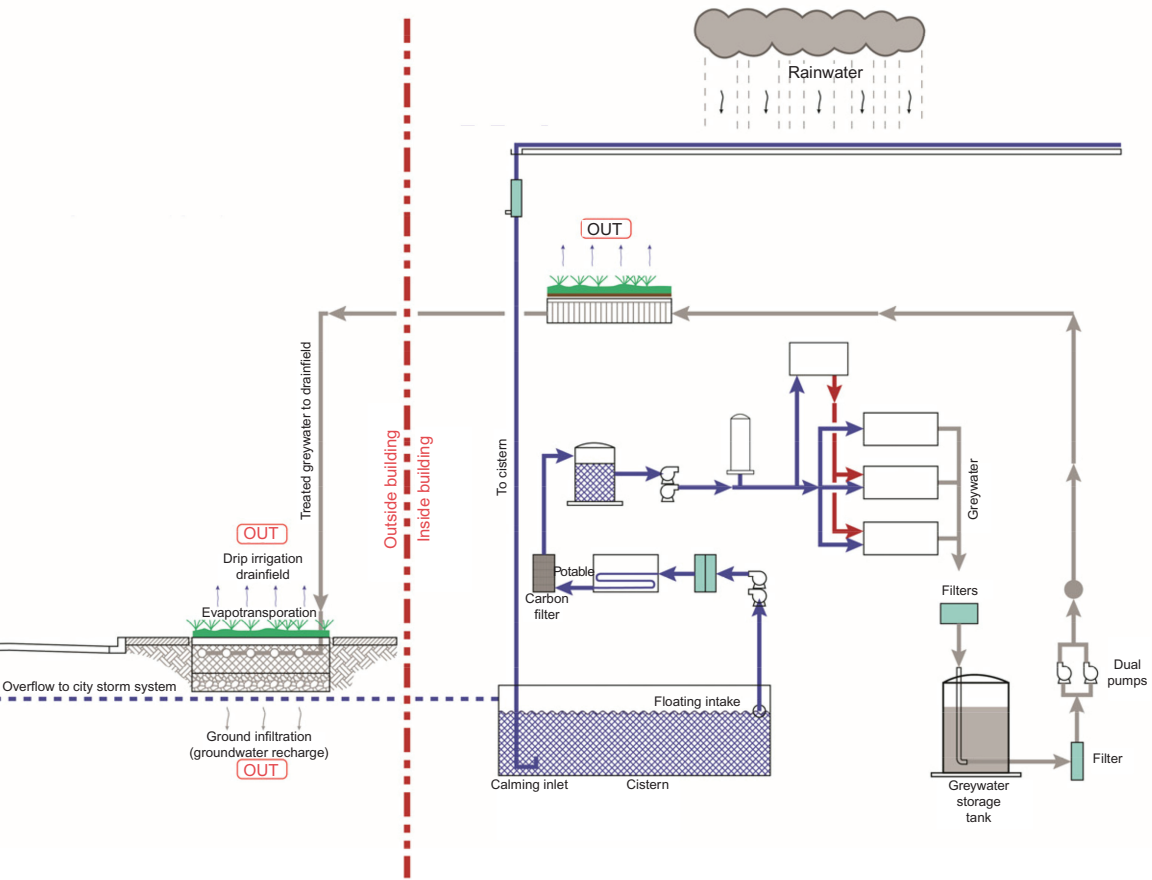 Rainwater
OUT
Treated greywater to drainfield
Outside building
Inside building
To cistern
Greywater
OUT
Drip irrigation
drainfield
Evapotransporation
Potable
Carbon
filter
Filters
Dual
pumps
Overflow to city storm system
Floating intake
Ground infiltration
(groundwater recharge)
OUT
Calming inlet
Cistern
Filter
Greywater
storage
tank